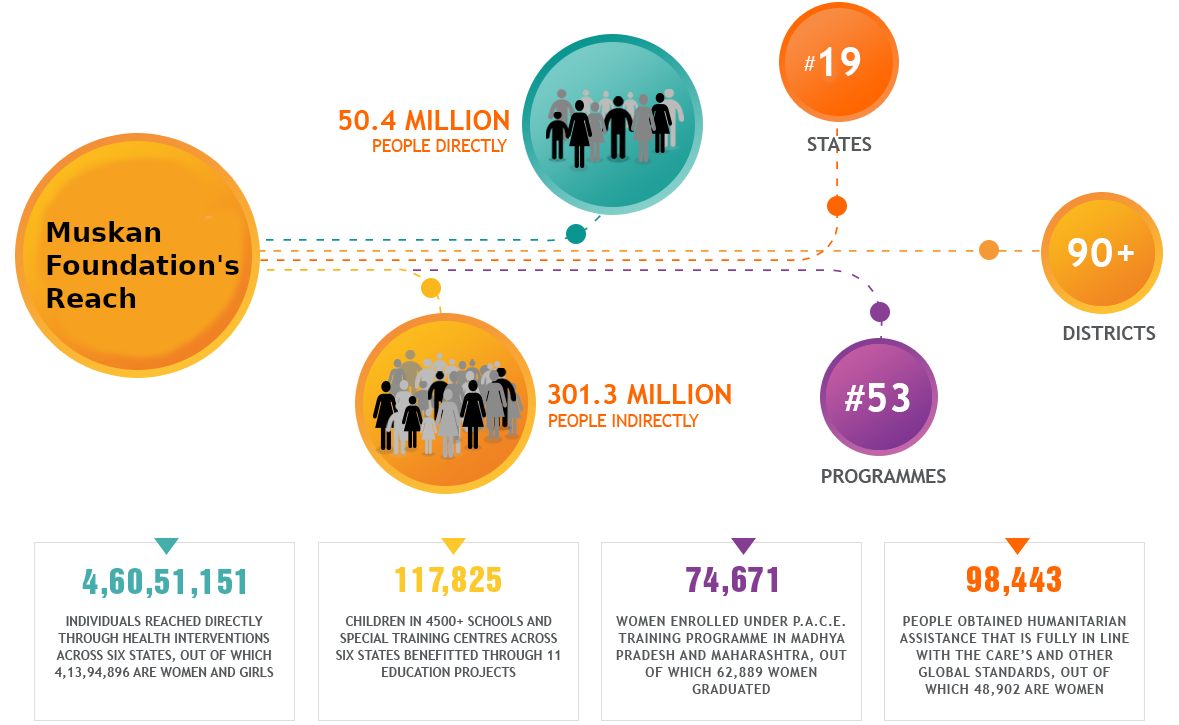 Muskan
Foundation's
Reach
50.4 MILLION
PEOPLE DIRECTLY
#19
STATES
90+
DISTRICTS
301.3 MILLION
PEOPLE INDIRECTLY
#53
PROGRAMMES
4,60,51,151
INDIVIDUALS REACHED DIRECTLY
THROUGH HEALTH INTERVENTIONS
ACROSS SIX STATES, OUT OF WHICH
4,13,94,896 ARE WOMEN AND GIRLS
117,825
CHILDREN IN 4500+ SCHOOLS AND
SPECIAL TRAINING CENTRES ACROSS
SIX STATES BENEFITTED THROUGH 11
EDUCATION PROJECTS
74,671
WOMEN ENROLLED UNDER P.A.C.E.
TRAINING PROGRAMME IN MADHYA
PRADESH AND MAHARASHTRA, OUT
OF WHICH 62,889 WOMEN
GRADUATED
98,443
PEOPLE OBTAINED HUMANITARIAN
ASSISTANCE THAT IS FULLY IN LINE
WITH THE CARE’S AND OTHER
GLOBAL STANDARDS, OUT OF
WHICH 48,902 ARE WOMEN